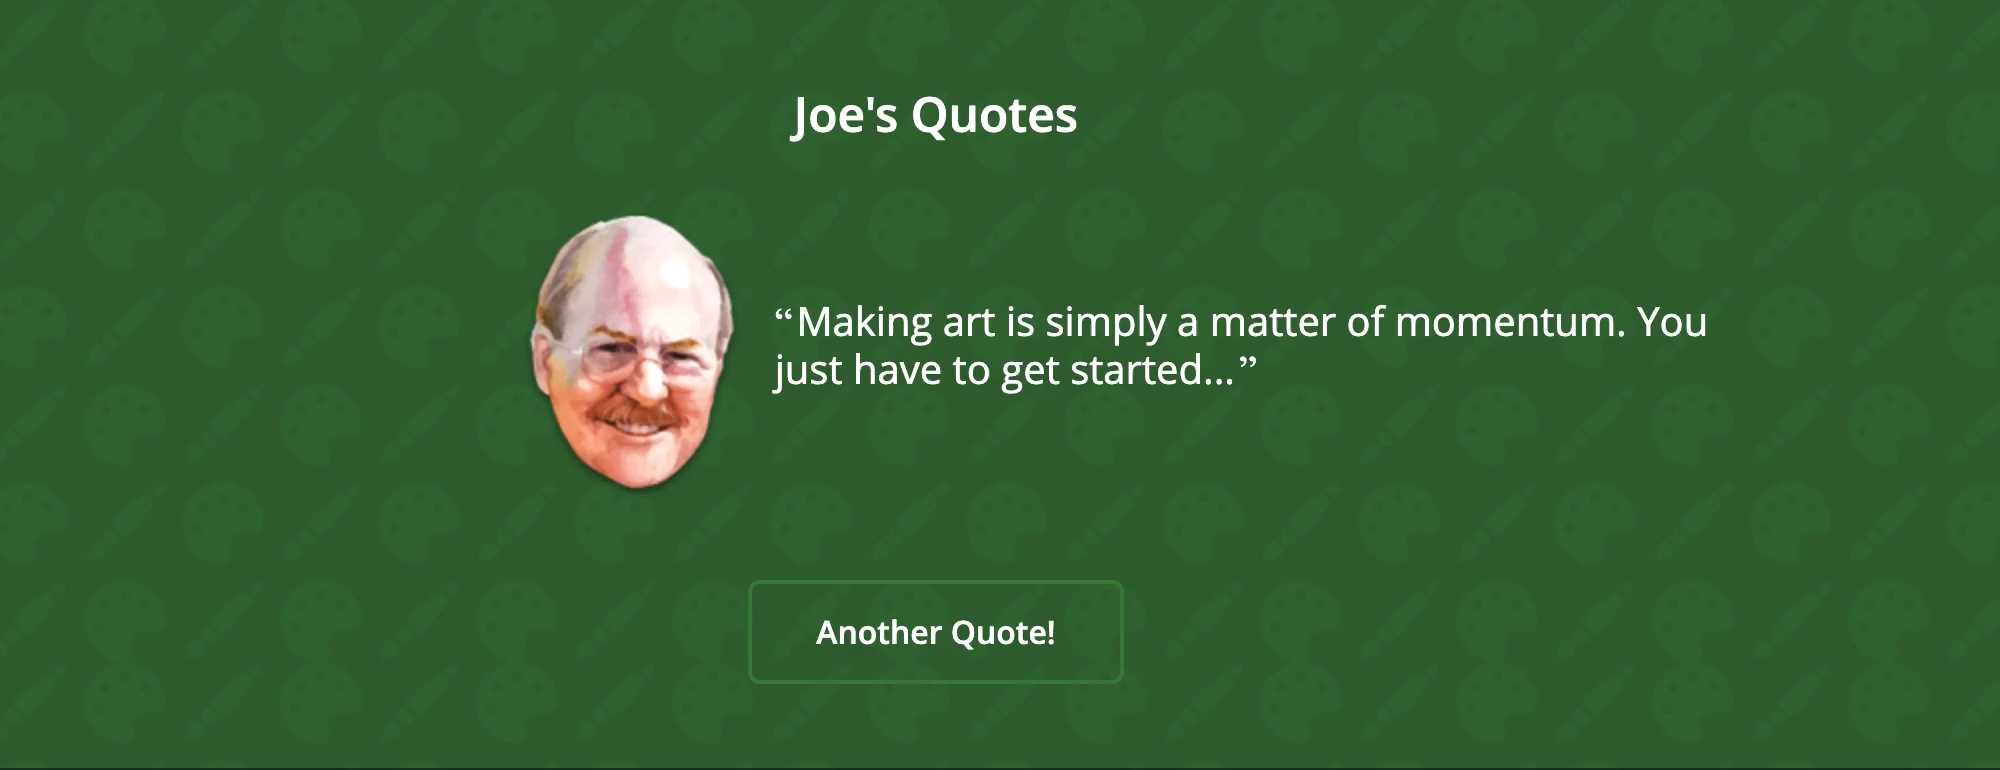 Joe's Quotes
“Making art is simply a matter of momentum. You
just have to get started...”
Another Quote!